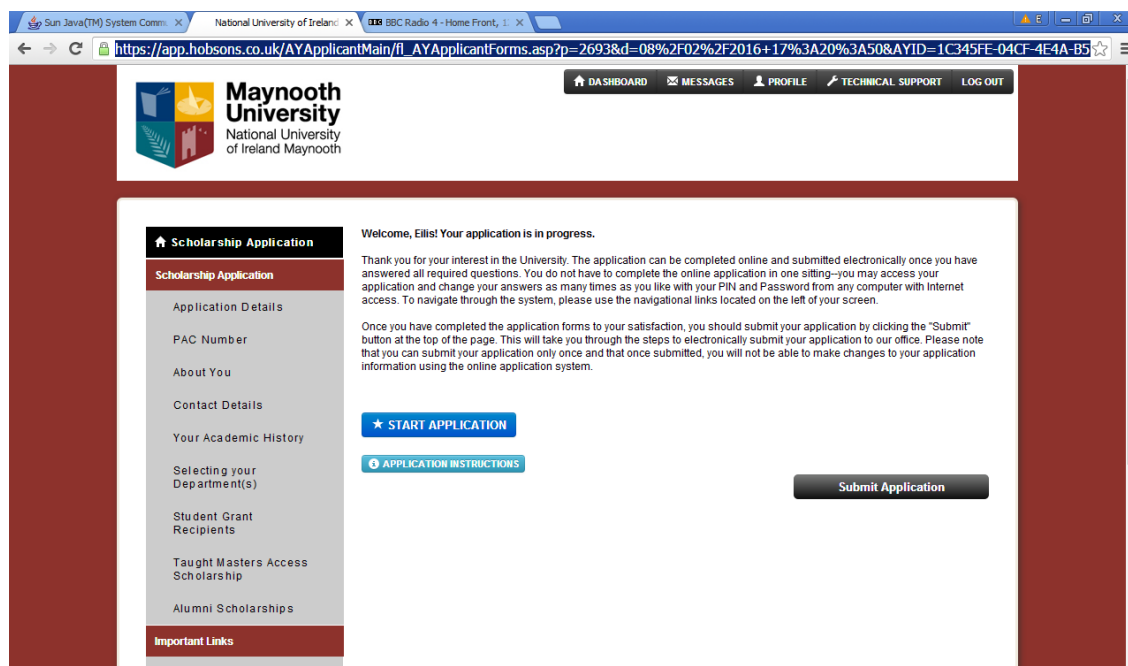 Sun Java(TM) System Commu
National University of Ireland
BBC Radio 4 - Home Front, 1
E
https://app.hobsons.co.uk/AYApplicantMain/fl_AYApplicantForms.asp?p=2693&d=08%2F02%2F2016+17%3A20%3A50&AYID=1C345FE-04CF-4E4A-B5
DASHBOARD MESSAGES PROFILE TECHNICAL SUPPORT LOG OUT
Maynooth
University
National University
of Ireland Maynooth
Scholarship Application
Scholarship Application
Application Details
PAC Number
About You
Contact Details
Your Academic History
Selecting your
Department(s)
Student Grant
Recipients
Taught Masters Access
Scholarship
Alumni Scholarships
Important Links
Welcome, Eilis! Your application is in progress.
Thank you for your interest in the University. The application can be completed online and submitted electronically once you have
answered all required questions. You do not have to complete the online application in one sitting--you may access your
application and change your answers as many times as you like with your PIN and Password from any computer with Internet
access. To navigate through the system, please use the navigational links located on the left of your screen.
Once you have completed the application forms to your satisfaction, you should submit your application by clicking the "Submit"
button at the top of the page. This will take you through the steps to electronically submit your application to our office. Please note
that you can submit your application only once and that once submitted, you will not be able to make changes to your application
information using the online application system.
START APPLICATION
APPLICATION INSTRUCTIONS
Submit Application